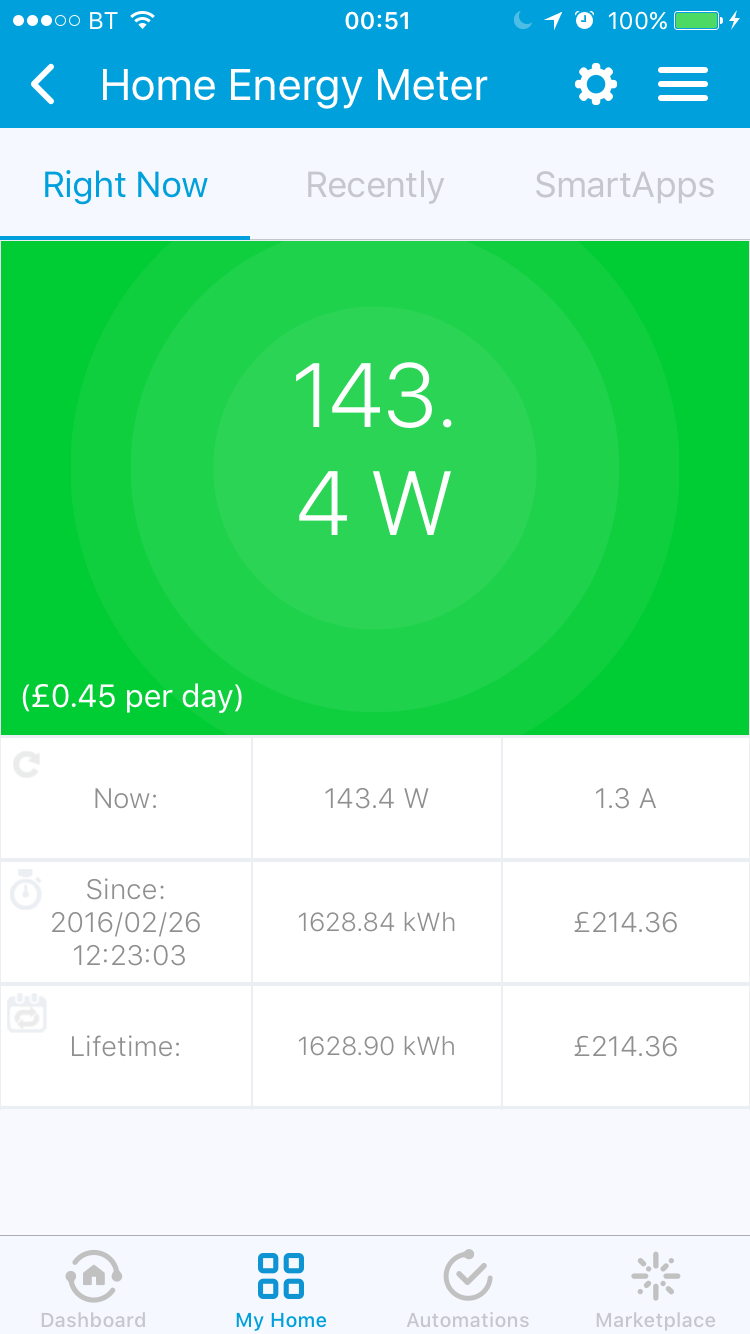 BT 00:51 100%
Home Energy Meter
Right Now Recently SmartApps
143.
4 W
(£0.45 per day)
Now: 143.4 W 1.3 A
Since:
2016/02/26 1628.84 kWh £214.36
12:23:03
Lifetime: 1628.90 kWh £214.36
Dashboard My Home Automations Marketplace